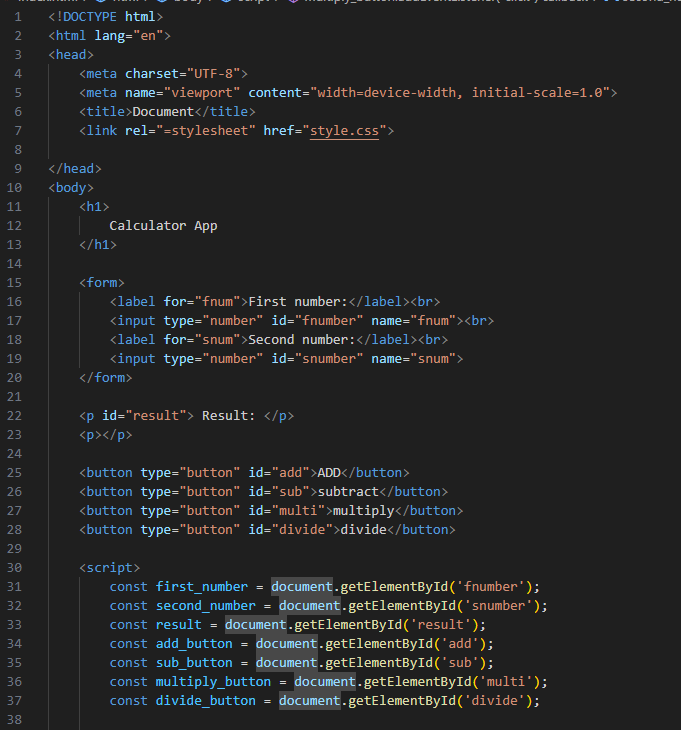 1 <!DOCTYPE html>
2 <html lang="en">
3 <head>
4     <meta charset="UTF-8">
5     <meta name="viewport" content="width=device-width, initial-scale=1.0">
6     <title>Document</title>
7     <link rel="=stylesheet" href="style.css">
8
9 </head>
10 <body>
11     <h1>
12         Calculator App
13     </h1>
14
15     <form>
16         <label for="fnum">First number:</label><br>
17         <input type="number" id="fnumber" name="fnum"><br>
18         <label for="snum">Second number:</label><br>
19         <input type="number" id="snumber" name="snum">
20     </form>
21
22     <p id="result"> Result: </p>
23     <p></p>
24
25     <button type="button" id="add">ADD</button>
26     <button type="button" id="sub">subtract</button>
27     <button type="button" id="multi">multiply</button>
28     <button type="button" id="divide">divide</button>
29
30     <script>
31         const first_number = document.getElementById('fnumber');
32         const second_number = document.getElementById('snumber');
33         const result = document.getElementById('result');
34         const add_button = document.getElementById('add');
35         const sub_button = document.getElementById('sub');
36         const multiply_button = document.getElementById('multi');
37         const divide_button = document.getElementById('divide');
38